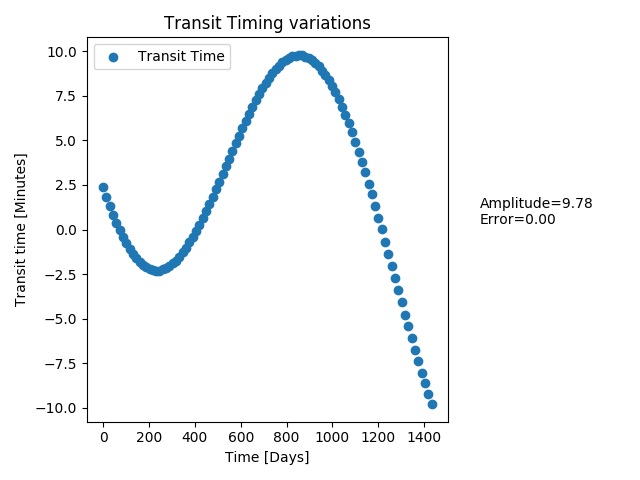 Transit Timing variations
Transit Time
10.0
7.5
5.0
2.5
0.0
−2.5
−5.0
−7.5
−10.0
Transit time [Minutes]
0 200 400 600 800 1000 1200 1400
Time [Days]
Amplitude=9.78
Error=0.00